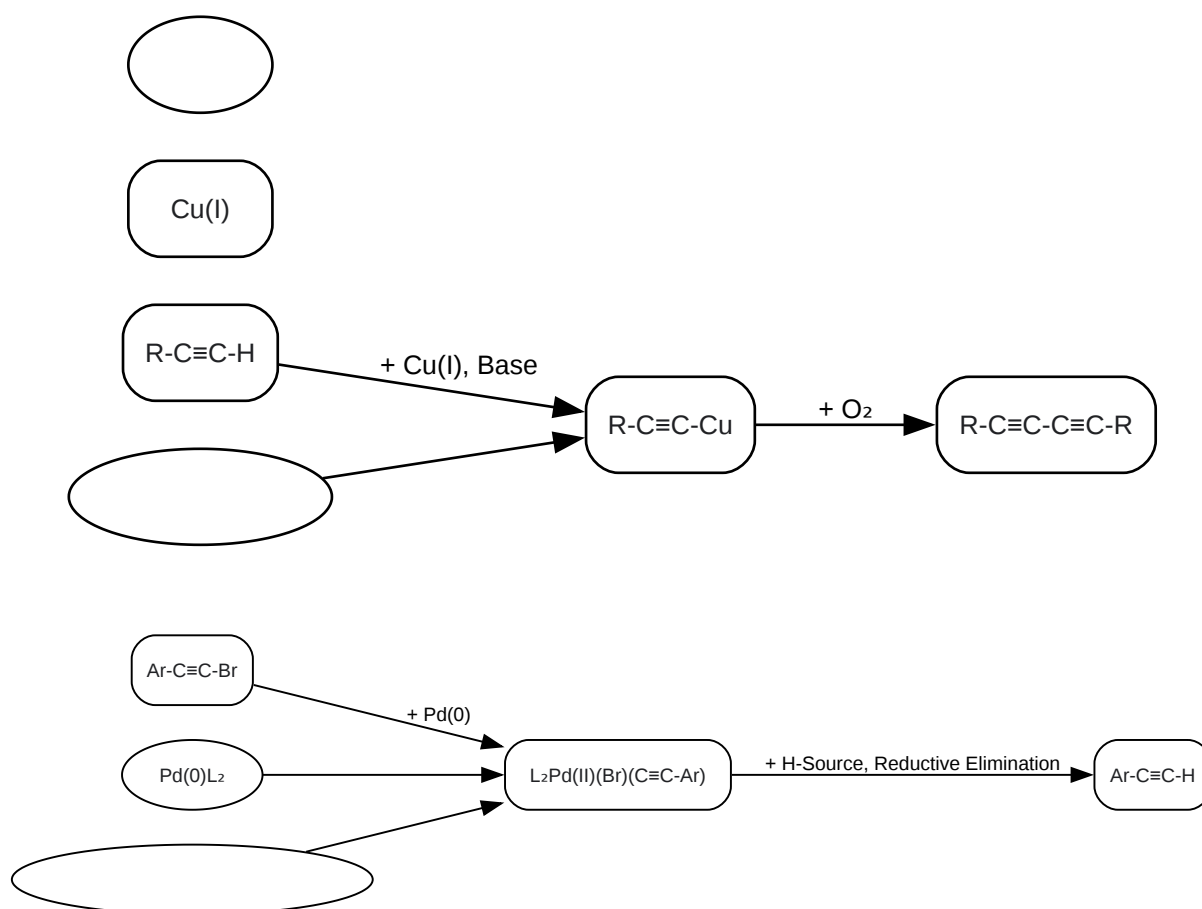 Cu(I)
R-C≡C-H
+ Cu(I), Base
R-C≡C-Cu
+ O₂
R-C≡C-C≡C-R
Ar-C≡C-Br
+ Pd(0)
Pd(0)L₂
L₂Pd(II)(Br)(C≡C-Ar)
+ H-Source, Reductive Elimination
Ar-C≡C-H